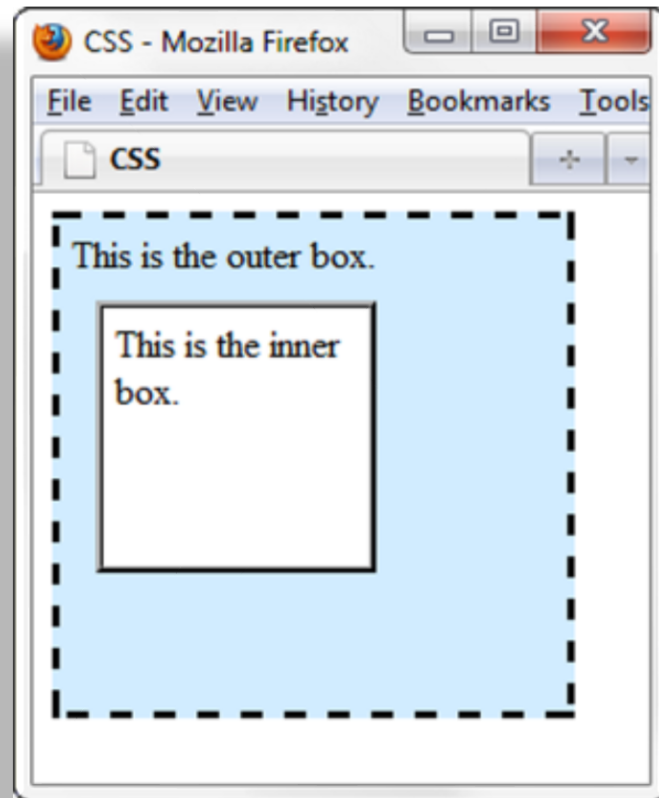 CSS - Mozilla Firefox
File Edit View History Bookmarks Tools
CSS
This is the outer box.
This is the inner
box.